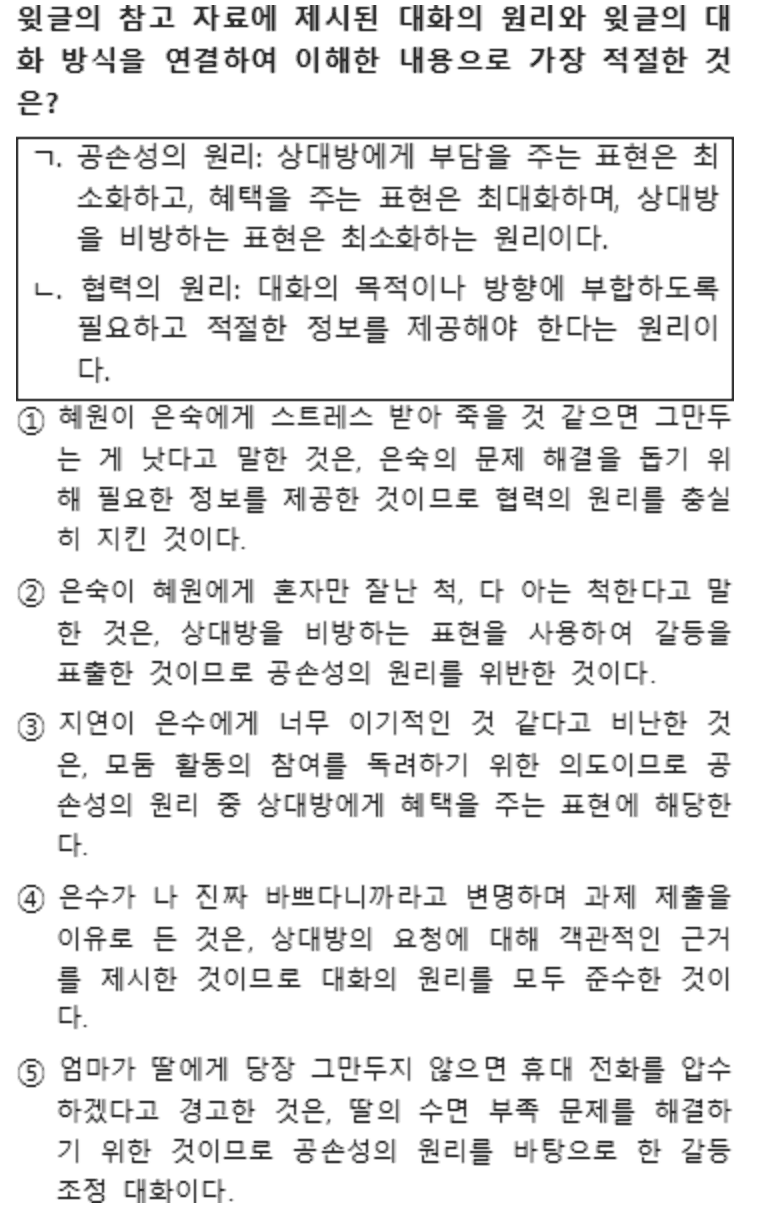 윗글의 참고 자료에 제시된 대화의 원리와 윗글의 대
화 방식을 연결하여 이해한 내용으로 가장 적절한 것
은?
ㄱ. 공손성의 원리: 상대방에게 부담을 주는 표현은 최
소화하고, 혜택을 주는 표현은 최대화하며, 상대방
을 비방하는 표현은 최소화하는 원리이다.
ㄴ. 협력의 원리: 대화의 목적이나 방향에 부합하도록
필요하고 적절한 정보를 제공해야 한다는 원리이
다.
① 혜원이 은숙에게 스트레스 받아 죽을 것 같으면 그만두
는 게 낫다고 말한 것은, 은숙의 문제 해결을 돕기 위
해 필요한 정보를 제공한 것이므로 협력의 원리를 충실
히 지킨 것이다.
② 은숙이 혜원에게 혼자만 잘난 척, 다 아는 척한다고 말
한 것은, 상대방을 비방하는 표현을 사용하여 갈등을
표출한 것이므로 공손성의 원리를 위반한 것이다.
③ 지연이 은수에게 너무 이기적인 것 같다고 비난한 것
은, 모둠 활동의 참여를 독려하기 위한 의도이므로 공
손성의 원리 중 상대방에게 혜택을 주는 표현에 해당한
다.
④ 은수가 나 진짜 바쁘다니까라고 변명하며 과제 제출을
이유로 든 것은, 상대방의 요청에 대해 객관적인 근거
를 제시한 것이므로 대화의 원리를 모두 준수한 것이
다.
⑤ 엄마가 딸에게 당장 그만두지 않으면 휴대 전화를 압수
하겠다고 경고한 것은, 딸의 수면 부족 문제를 해결하
기 위한 것이므로 공손성의 원리를 바탕으로 한 갈등
조정 대화이다.